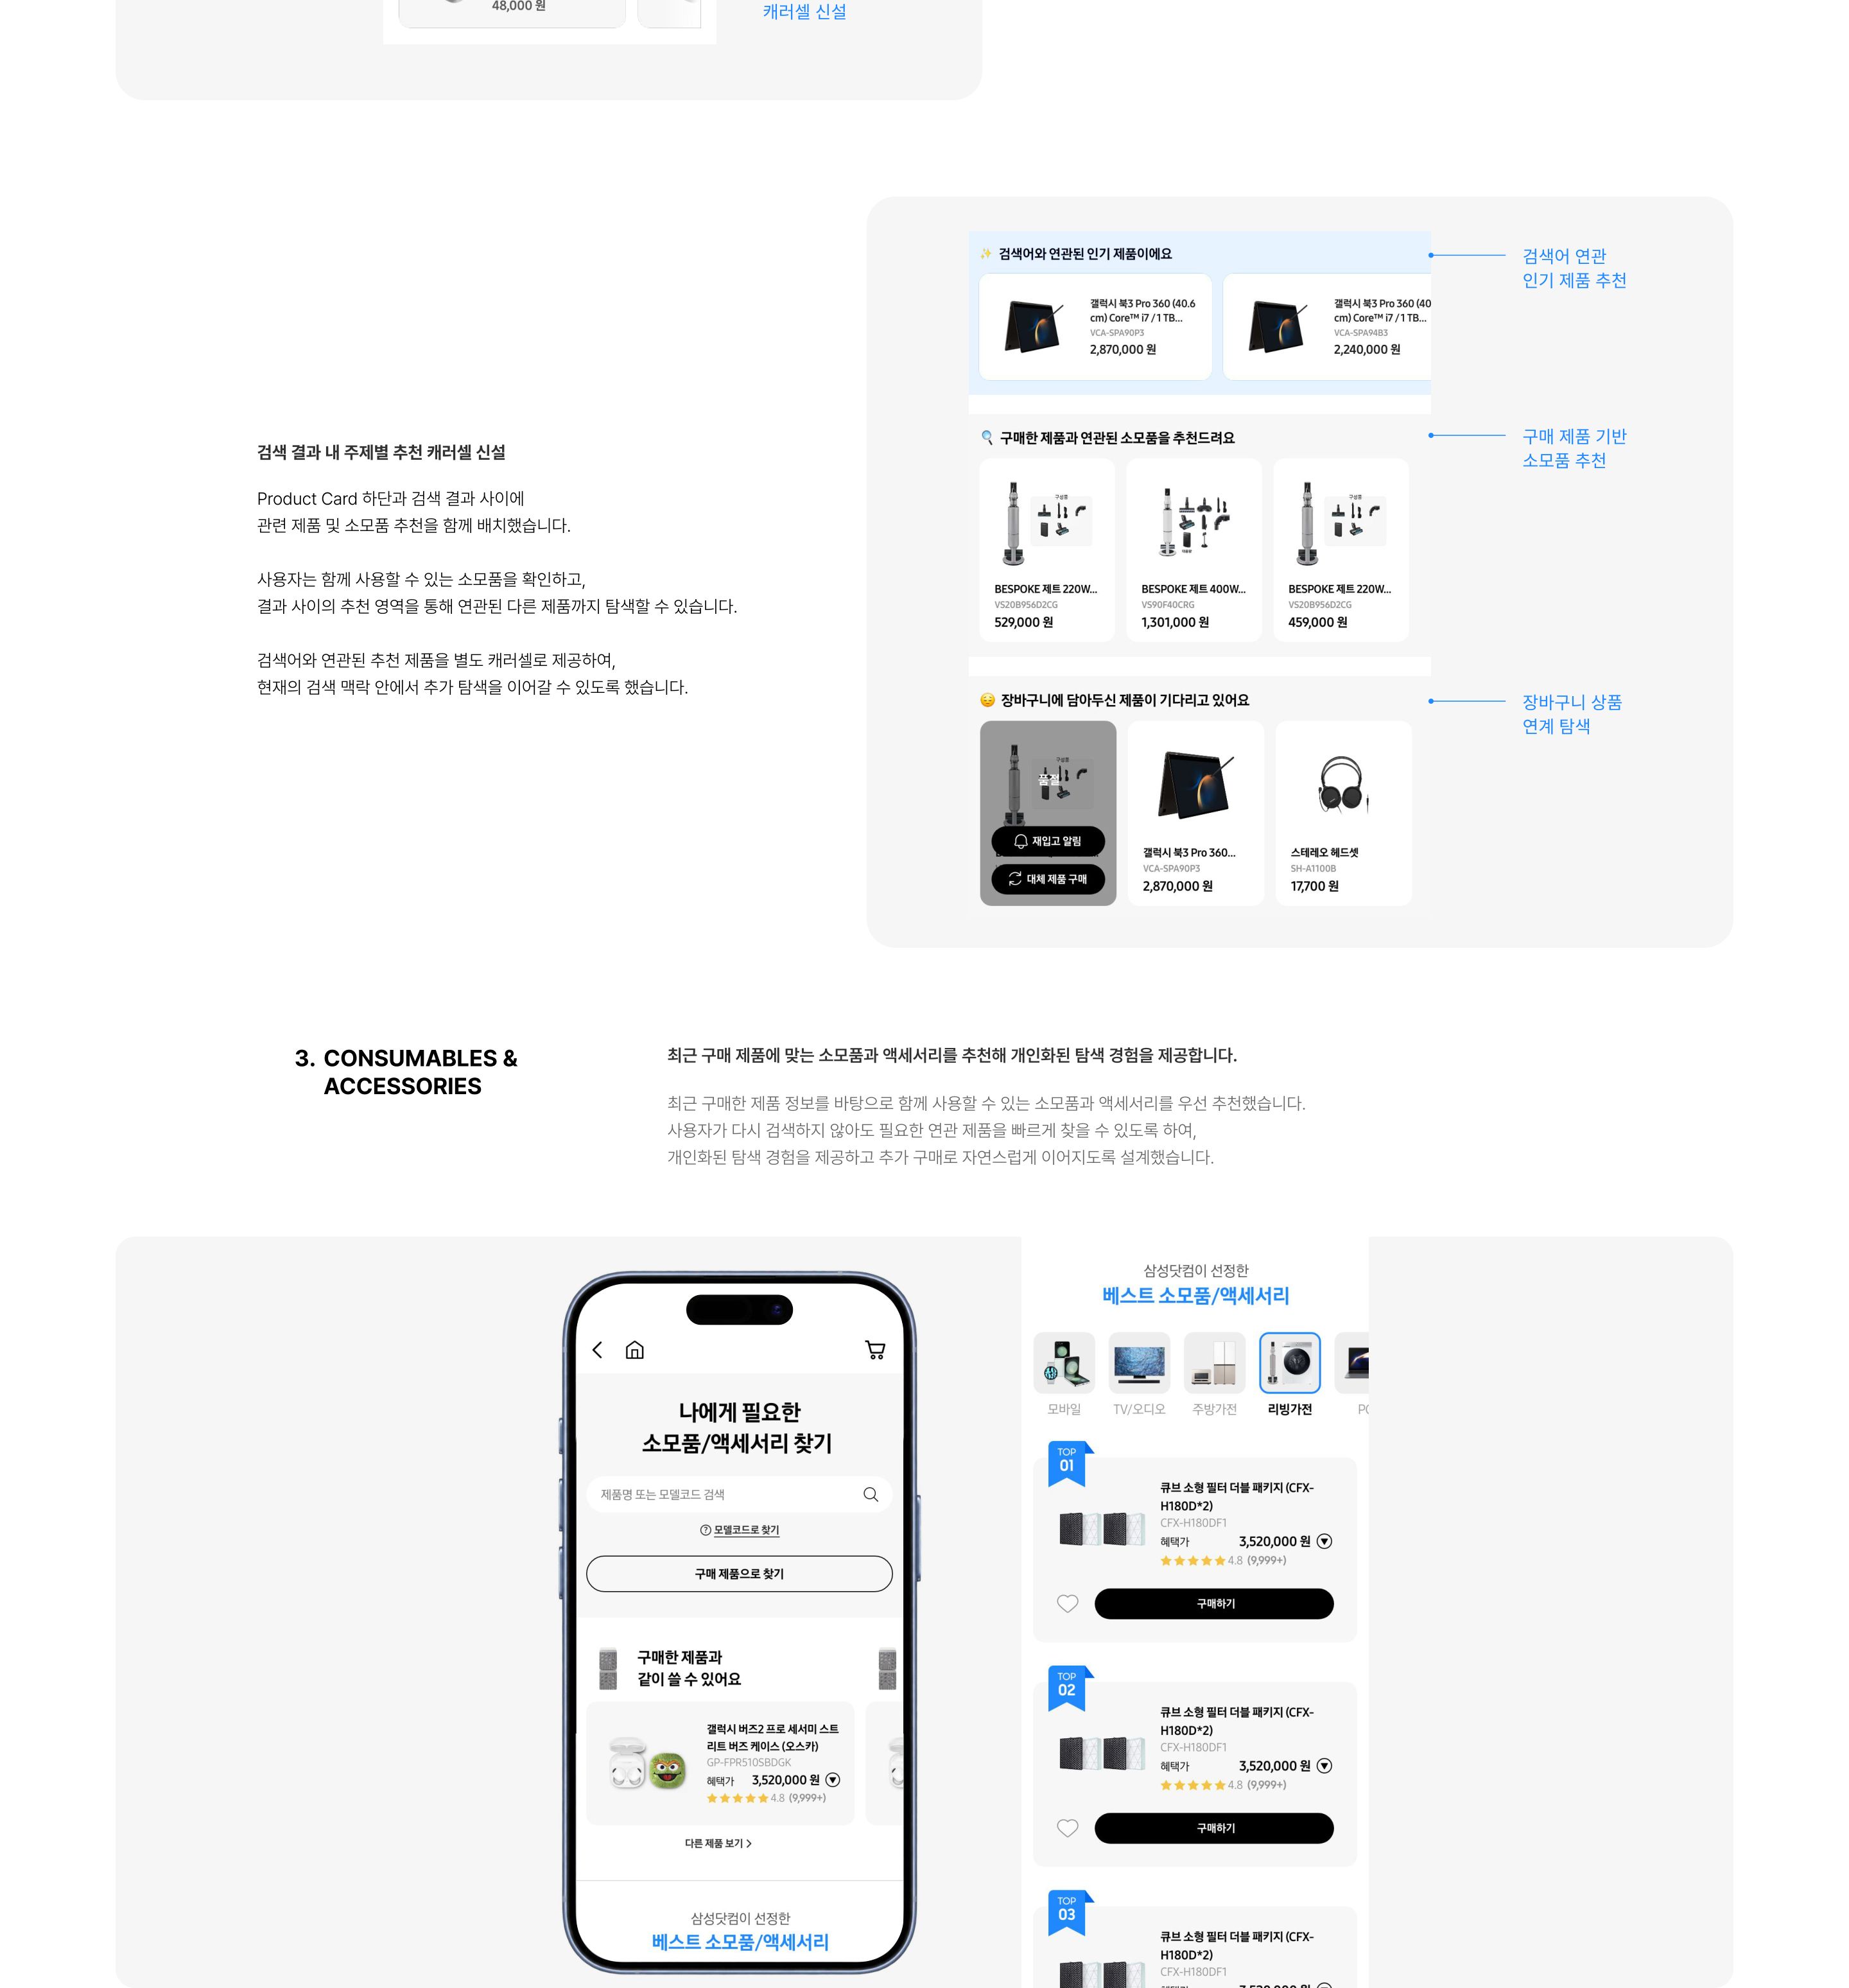 48,000 원
캐러셀 신설
✨ 검색어와 연관된 인기 제품이에요
갤럭시 북3 Pro 360 (40.6
cm) Core™ i7 / 1 TB...
VCA-SPA90P3
2,870,000 원
갤럭시 북3 Pro 360 (40
cm) Core™ i7 / 1 TB...
VCA-SPA94B3
2,240,000 원
검색어 연관
인기 제품 추천
🔍 구매한 제품과 연관된 소모품을 추천드려요
구매 제품 기반
소모품 추천
구성품
BESPOKE 제트 220W...
VS20B956D2CG
529,000 원
BESPOKE 제트 400W...
VS90F40CRG
1,301,000 원
구성품
BESPOKE 제트 220W...
VS20B956D2CG
459,000 원
검색 결과 내 주제별 추천 캐러셀 신설
Product Card 하단과 검색 결과 사이에
관련 제품 및 소모품 추천을 함께 배치했습니다.
사용자는 함께 사용할 수 있는 소모품을 확인하고,
결과 사이의 추천 영역을 통해 연관된 다른 제품까지 탐색할 수 있습니다.
검색어와 연관된 추천 제품을 별도 캐러셀로 제공하여,
현재의 검색 맥락 안에서 추가 탐색을 이어갈 수 있도록 했습니다.
😌 장바구니에 담아두신 제품이 기다리고 있어요
장바구니 상품
연계 탐색
구성품
품절
재입고 알림
대체 제품 구매
갤럭시 북3 Pro 360...
VCA-SPA90P3
2,870,000 원
스테레오 헤드셋
SH-A1100B
17,700 원
3. CONSUMABLES &
ACCESSORIES
최근 구매 제품에 맞는 소모품과 액세서리를 추천해 개인화된 탐색 경험을 제공합니다.
최근 구매한 제품 정보를 바탕으로 함께 사용할 수 있는 소모품과 액세서리를 우선 추천했습니다.
사용자가 다시 검색하지 않아도 필요한 연관 제품을 빠르게 찾을 수 있도록 하여,
개인화된 탐색 경험을 제공하고 추가 구매로 자연스럽게 이어지도록 설계했습니다.
나에게 필요한
소모품/액세서리 찾기
제품명 또는 모델코드 검색
모델코드로 찾기
구매 제품으로 찾기
구매한 제품과
같이 쓸 수 있어요
갤럭시 버즈2 프로 세서미 스트
리트 버즈 케이스 (오스카)
GP-FPR510SBDGK
혜택가 3,520,000 원
4.8 (9,999+)
다른 제품 보기 >
삼성닷컴이 선정한
베스트 소모품/액세서리
삼성닷컴이 선정한
베스트 소모품/액세서리
모바일
TV/오디오
주방가전
리빙가전
TOP
01
큐브 소형 필터 더블 패키지 (CFX-
H180D*2)
CFX-H180DF1
혜택가 3,520,000 원
4.8 (9,999+)
구매하기
TOP
02
큐브 소형 필터 더블 패키지 (CFX-
H180D*2)
CFX-H180DF1
혜택가 3,520,000 원
4.8 (9,999+)
구매하기
TOP
03
큐브 소형 필터 더블 패키지 (CFX-
H180D*2)
CFX-H180DF1